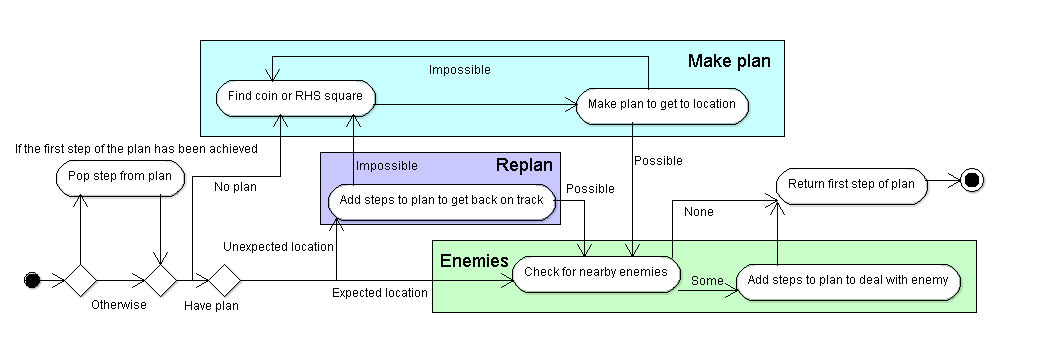 Make plan
Impossible
Find coin or RHS square
Make plan to get to location
If the first step of the plan has been achieved
Pop step from plan
No plan
Impossible
Replan
Possible
Add steps to plan to get back on track
Possible
Return first step of plan
None
Unexpected location
Enemies
Check for nearby enemies
Some
Add steps to plan to deal with enemy
Otherwise
Have plan
Expected location